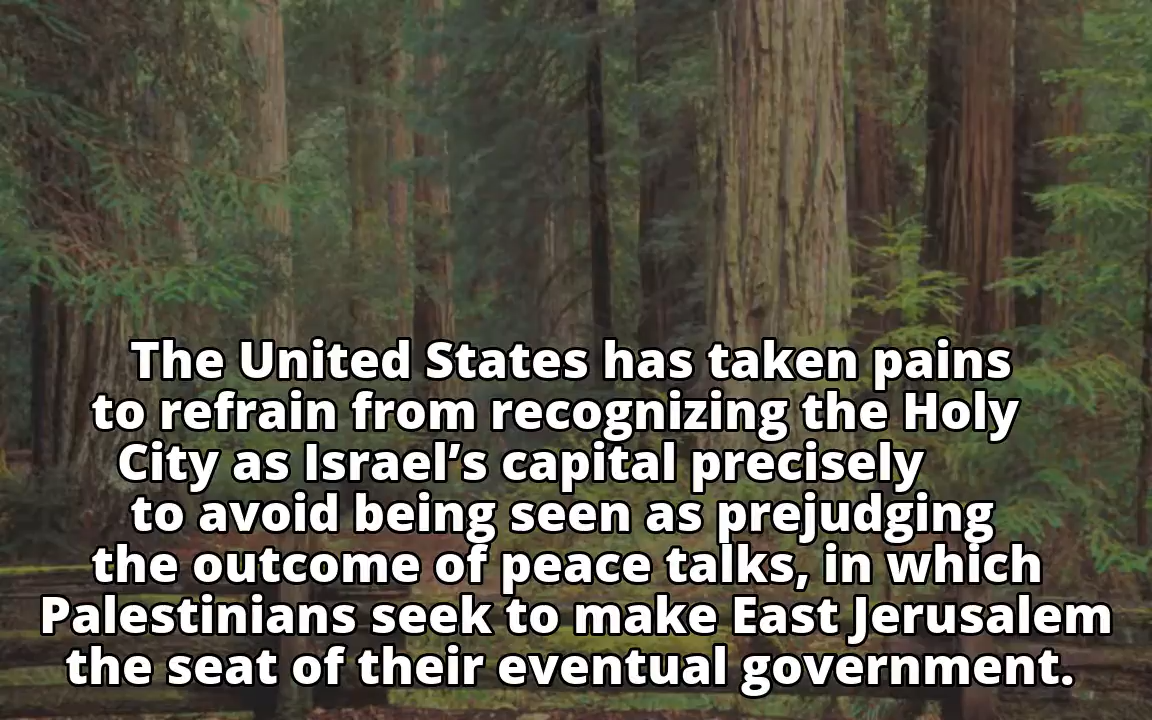 The United States has taken pains
to refrain from recognizing the Holy
City as Israel’s capital precisely
to avoid being seen as prejudging
the outcome of peace talks, in which
Palestinians seek to make East Jerusalem
the seat of their eventual government.